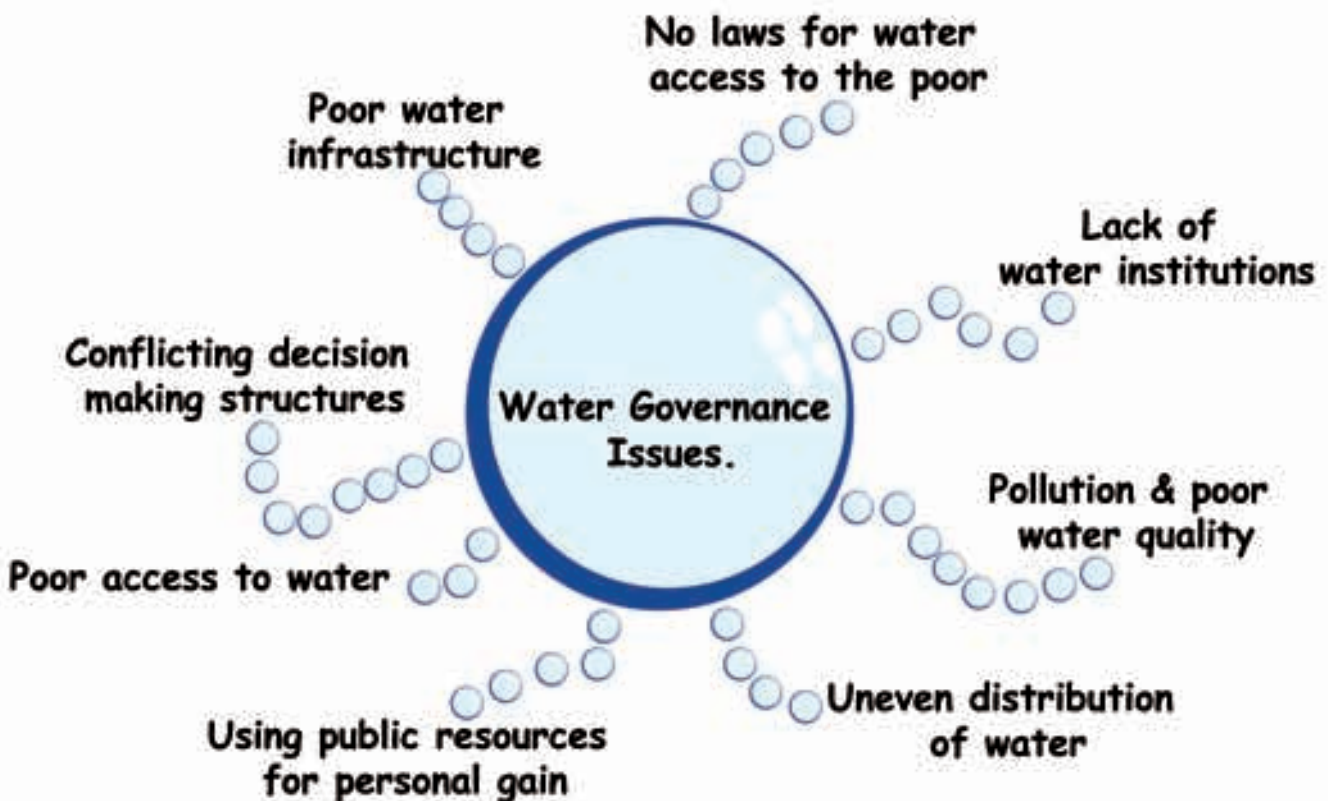 No laws for water
access to the poor
Poor water
infrastructure
Lack of
water institutions
Conflicting decision
making structures
Water Governance
Issues.
Pollution & poor
water quality
Poor access to water
Uneven distribution
of water
Using public resources
for personal gain